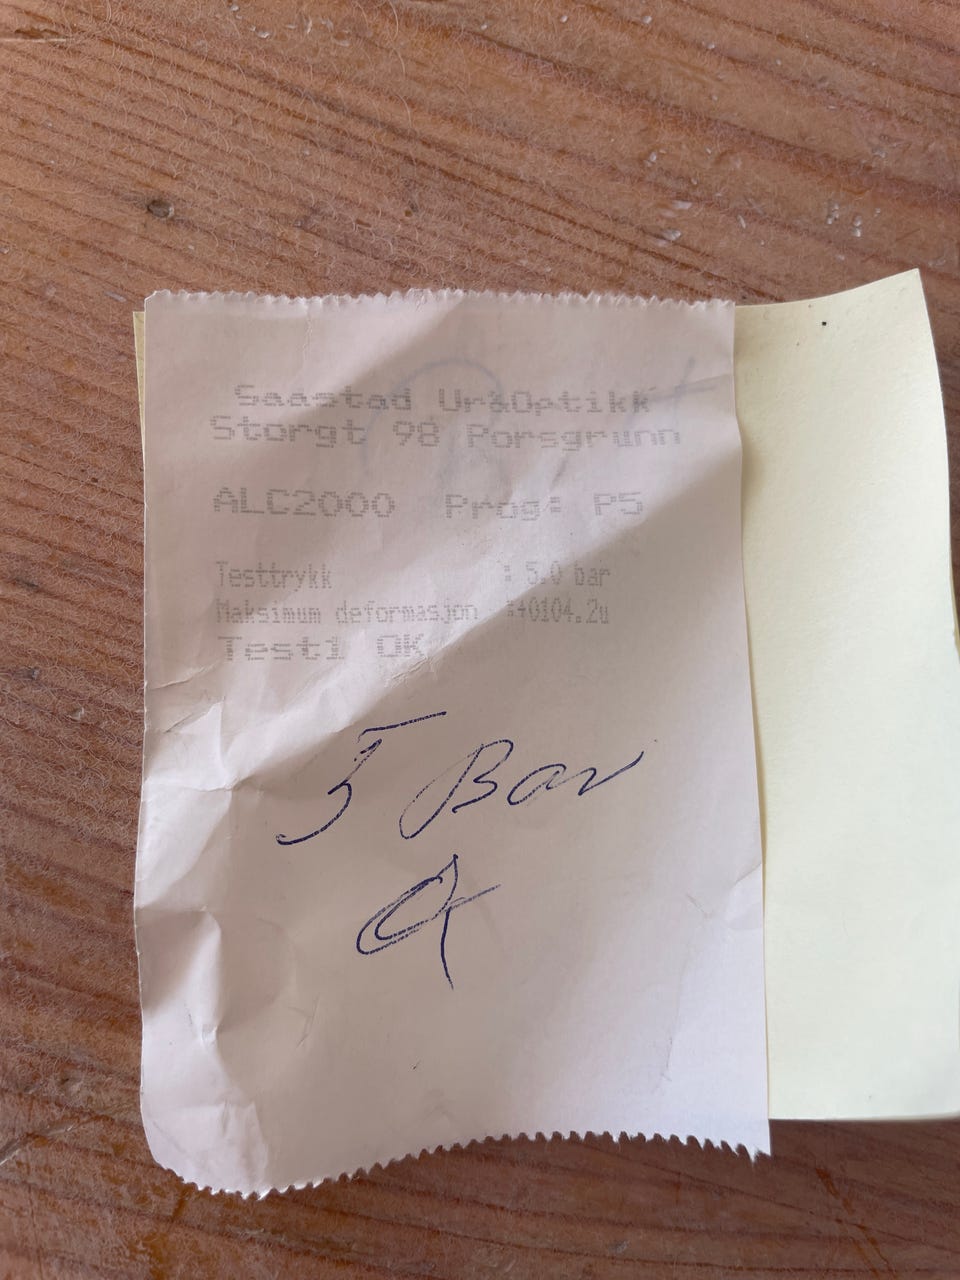 Saastad Ur&Optikk
Storgt 98 Porsgrunn
ALC2000 Prog: P5
Testtrykk : 5.0 bar
Maksimum deformasjon :+0104.2u
Test1 OK
5 Bar